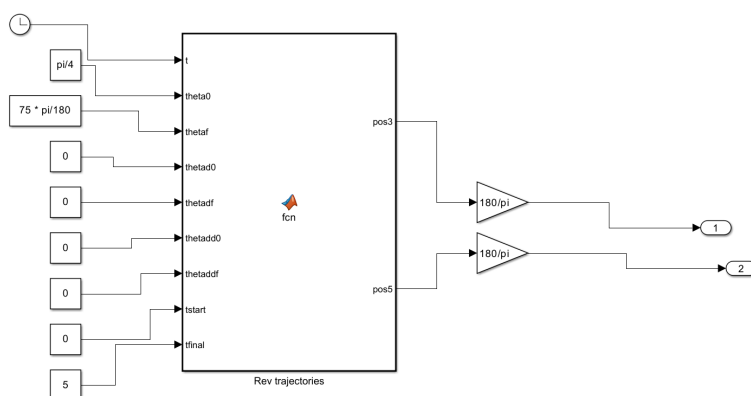 t
pi/4
theta0
75 * pi/180
thetaf
pos3
0
thetad0
180/pi
0
thetadf
fcn
1
0
thetadd0
180/pi
2
0
thetaddf
pos5
0
tstart
tfinal
5
Rev trajectories